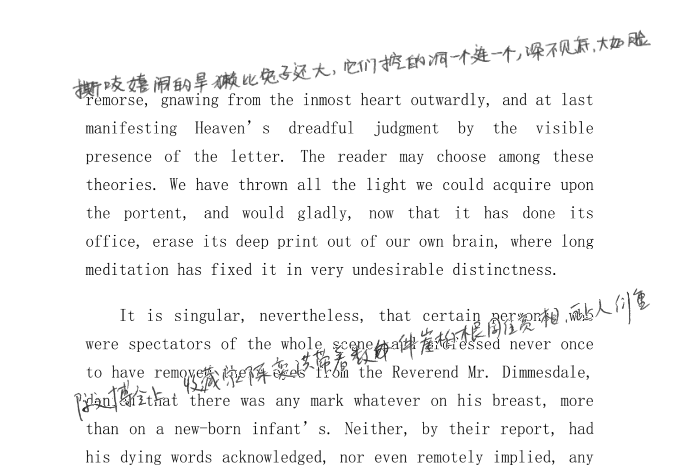 撕咬嬉闹的旱獭比兔子还大，它们挖的洞一个连一个，深不见底，大如脸
remorse, gnawing from the inmost heart outwardly, and at last
manifesting Heaven’s dreadful judgment by the visible
presence of the letter. The reader may choose among these
theories. We have thrown all the light we could acquire upon
the portent, and would gladly, now that it has done its
office, erase its deep print out of our own brain, where long
meditation has fixed it in very undesirable distinctness.
It is singular, nevertheless, that certain persons, who
were spectators of the whole scene, and professed never once
to have removed their eyes from the Reverend Mr. Dimmesdale,
denied that there was any mark whatever on his breast, more
than on a new-born infant’s. Neither, by their report, had
his dying words acknowledged, nor even remotely implied, any